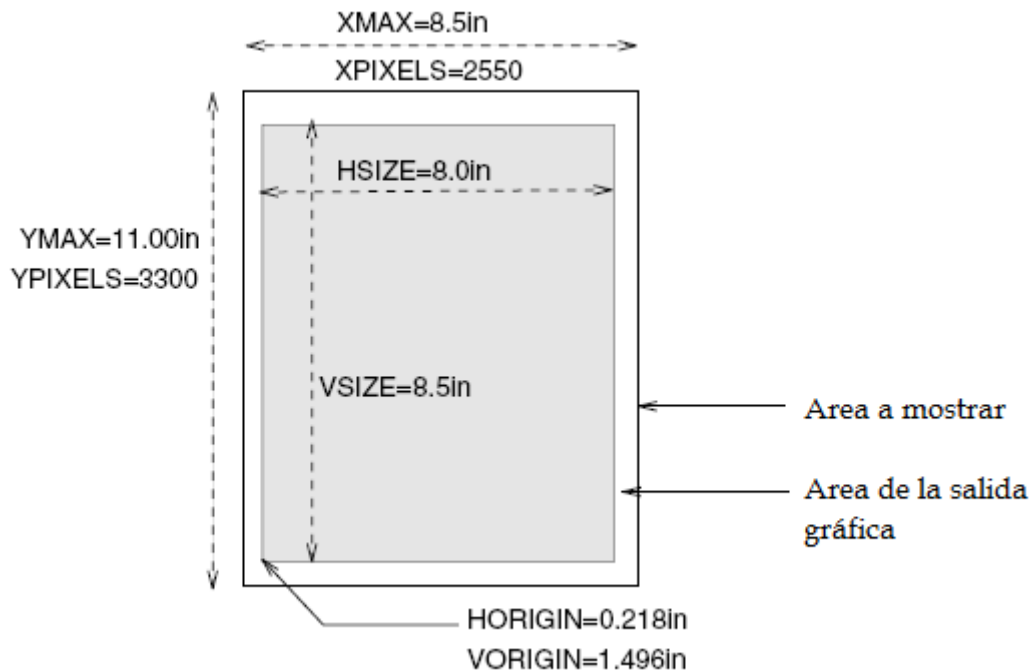 XMAX=8.5in
XPIXELS=2550
HSIZE=8.0in
YMAX=11.00in
YPIXELS=3300
VSIZE=8.5in
Area a mostrar
Area de la salida
gráfica
HORIGIN=0.218in
VORIGIN=1.496in